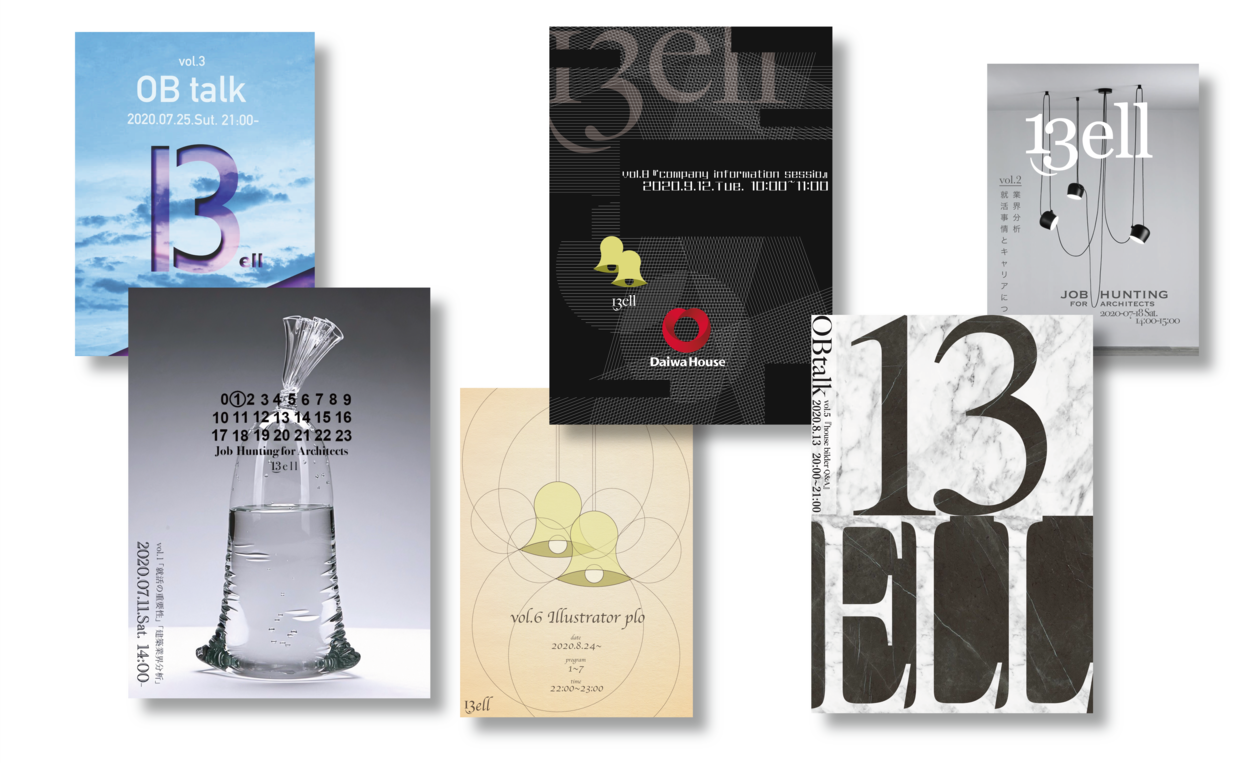 vol.3
OB talk
2020.07.25.Sut. 21:00-
13
ell
0①2 3 4 5 6 7 8 9
10 11 12 13 14 15 16
17 18 19 20 21 22 23
Job Hunting for Architects
13ell
vol.1「就活の重要性」「建築業界分析」
2020.07.11.Sat. 14:00-
13ell
vol.8『company information session』
2020.9.12.Tue. 10:00~11:00
13ell
Daiwa House
vol.6 Illustrator plo
date
2020.8.24~
program
1~7
time
22:00~23:00
13ell
13ell
vol.2
業界分析
就活事情とキャリアにつ
JOB HUNTING
FOR ARCHITECTS
2020-07-18 Sat.
14:00-15:00
OBtalk
vol.5『house bilder Q&A』
2020.8.13 20:00~21:00
13
ELL